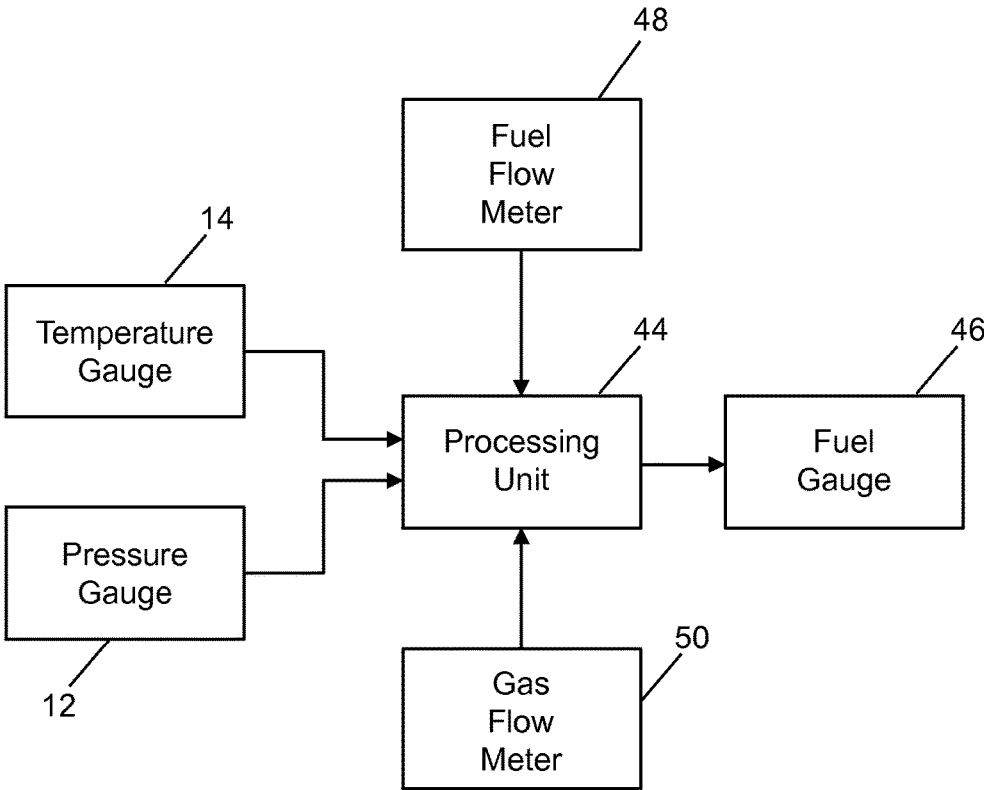 48
Fuel
Flow
Meter
14
Temperature
Gauge
44
Processing
Unit
46
Fuel
Gauge
Pressure
Gauge
12
50
Gas
Flow
Meter